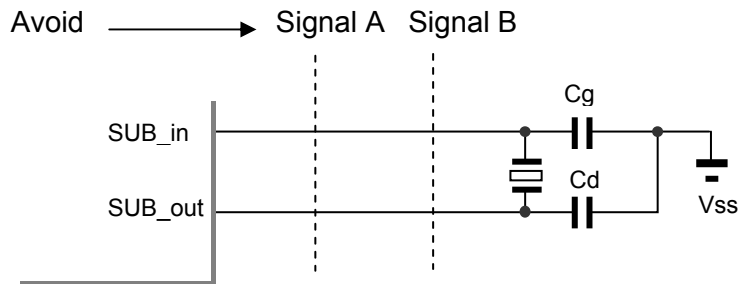 Avoid Signal A Signal B
Cg
SUB_in
Cd
SUB_out
Vss